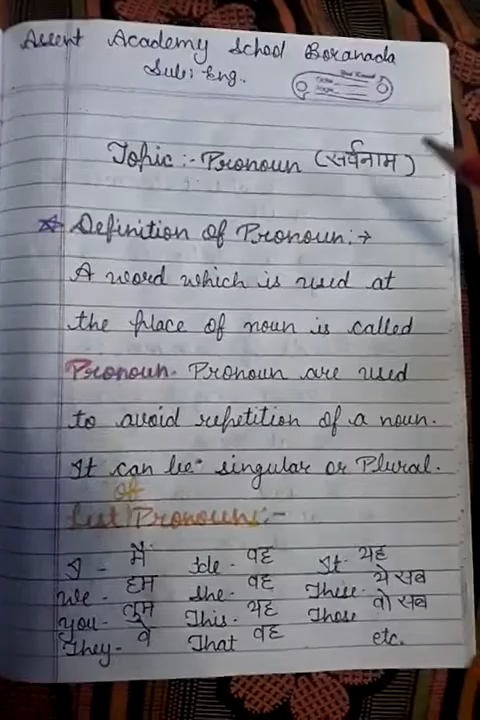 Assent Academy School Boranada
Sub: Eng.
Topic :- Pronoun (सर्वनाम)
Definition of Pronoun :→
A word which is used at
the place of noun is called
Pronoun. Pronoun are used
to avoid repetition of a noun.
It can be singular or Plural.
of
List Pronoun :-
I - मैं He - वह It - यह
We - हम She - वह These - ये सब
You - तुम This - यह Those वो सब
They - वे That वह etc.